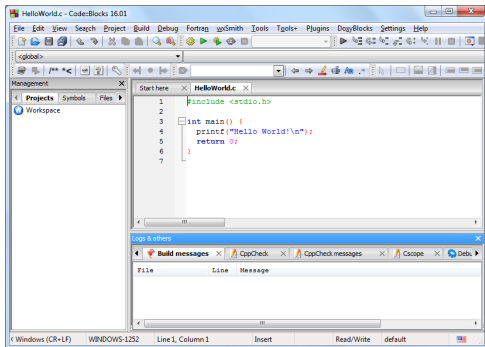 HelloWorld.c - Code::Blocks 16.01
File Edit View Search Project Build Debug Fortran wxSmith Tools Tools+ Plugins DoxyBlocks Settings Help
<global>
/** *<
Management
Projects Symbols Files
Workspace
Start here HelloWorld.c
1 #include <stdio.h>
2
3 int main() {
4 printf("Hello World!\n");
5 return 0;
6 }
7
Logs & others
Build messages CppCheck CppCheck messages Cscope Debu
File Line Message
Windows (CR+LF) WINDOWS-1252 Line 1, Column 1 Insert Read/Write default